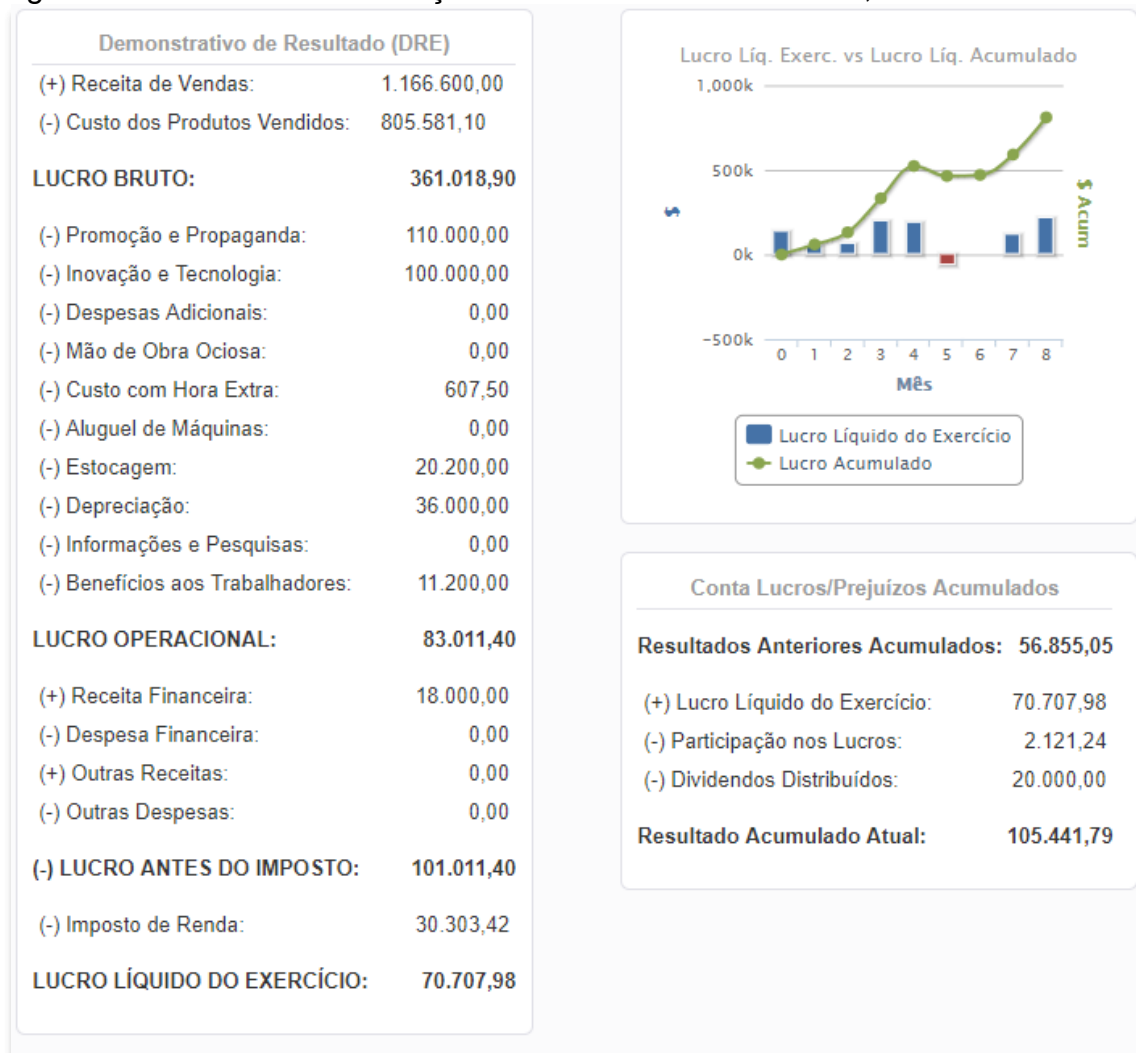 Demonstrativo de Resultado (DRE)
(+) Receita de Vendas: 1.166.600,00
(-) Custo dos Produtos Vendidos: 805.581,10
LUCRO BRUTO: 361.018,90
(-) Promoção e Propaganda: 110.000,00
(-) Inovação e Tecnologia: 100.000,00
(-) Despesas Adicionais: 0,00
(-) Mão de Obra Ociosa: 0,00
(-) Custo com Hora Extra: 607,50
(-) Aluguel de Máquinas: 0,00
(-) Estocagem: 20.200,00
(-) Depreciação: 36.000,00
(-) Informações e Pesquisas: 0,00
(-) Benefícios aos Trabalhadores: 11.200,00
LUCRO OPERACIONAL: 83.011,40
(+) Receita Financeira: 18.000,00
(-) Despesa Financeira: 0,00
(+) Outras Receitas: 0,00
(-) Outras Despesas: 0,00
(-) LUCRO ANTES DO IMPOSTO: 101.011,40
(-) Imposto de Renda: 30.303,42
LUCRO LÍQUIDO DO EXERCÍCIO: 70.707,98
Lucro Líq. Exerc. vs Lucro Líq. Acumulado
1,000k
500k
0k
-500k
$
$ Acum
0 1 2 3 4 5 6 7 8
Mês
Lucro Líquido do Exercício
Lucro Acumulado
Conta Lucros/Prejuízos Acumulados
Resultados Anteriores Acumulados: 56.855,05
(+) Lucro Líquido do Exercício: 70.707,98
(-) Participação nos Lucros: 2.121,24
(-) Dividendos Distribuídos: 20.000,00
Resultado Acumulado Atual: 105.441,79